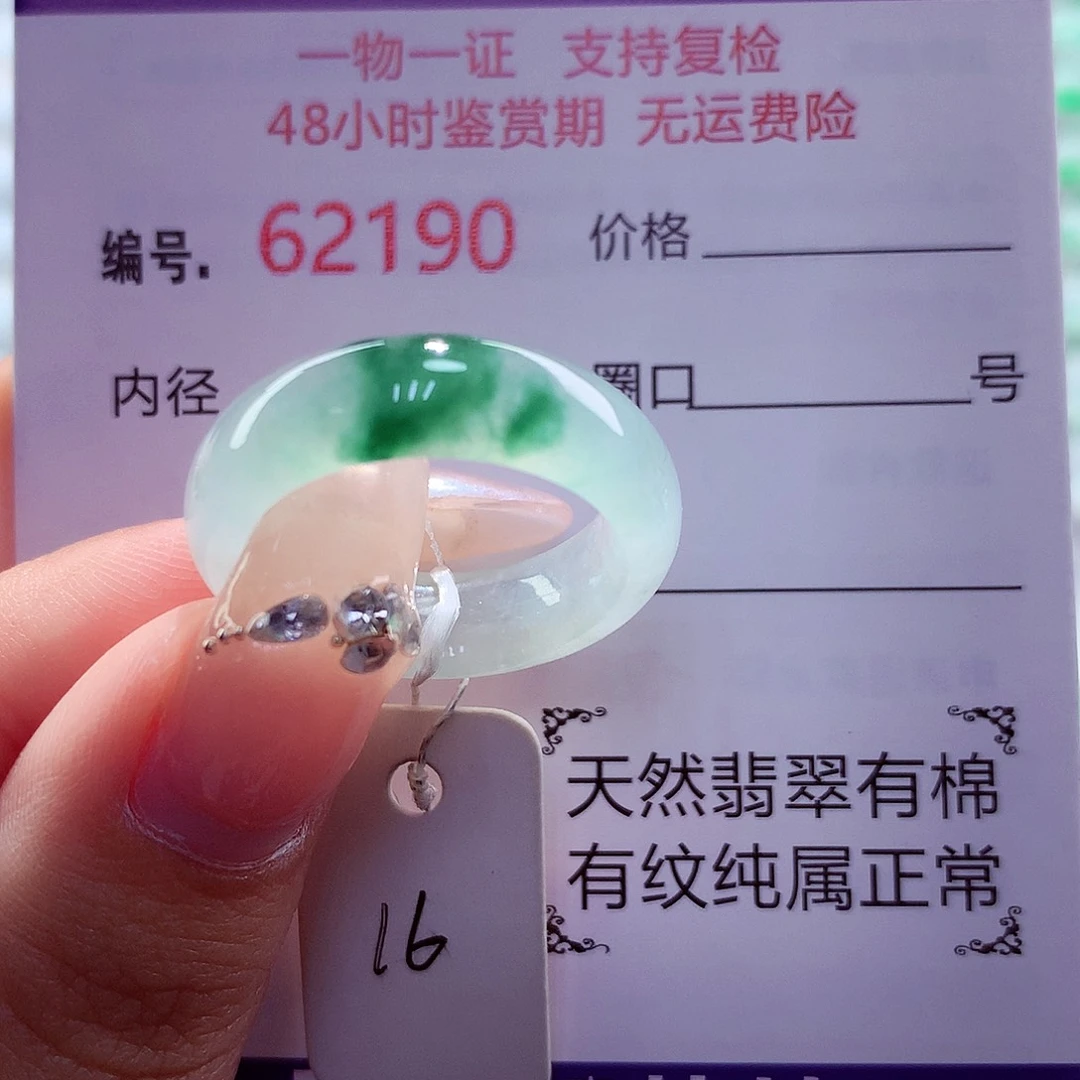 一物一证 支持复检
48小时鉴赏期 无运费险
编号. 62190 价格
内径 圈口 号
天然翡翠有棉
有纹纯属正常
16